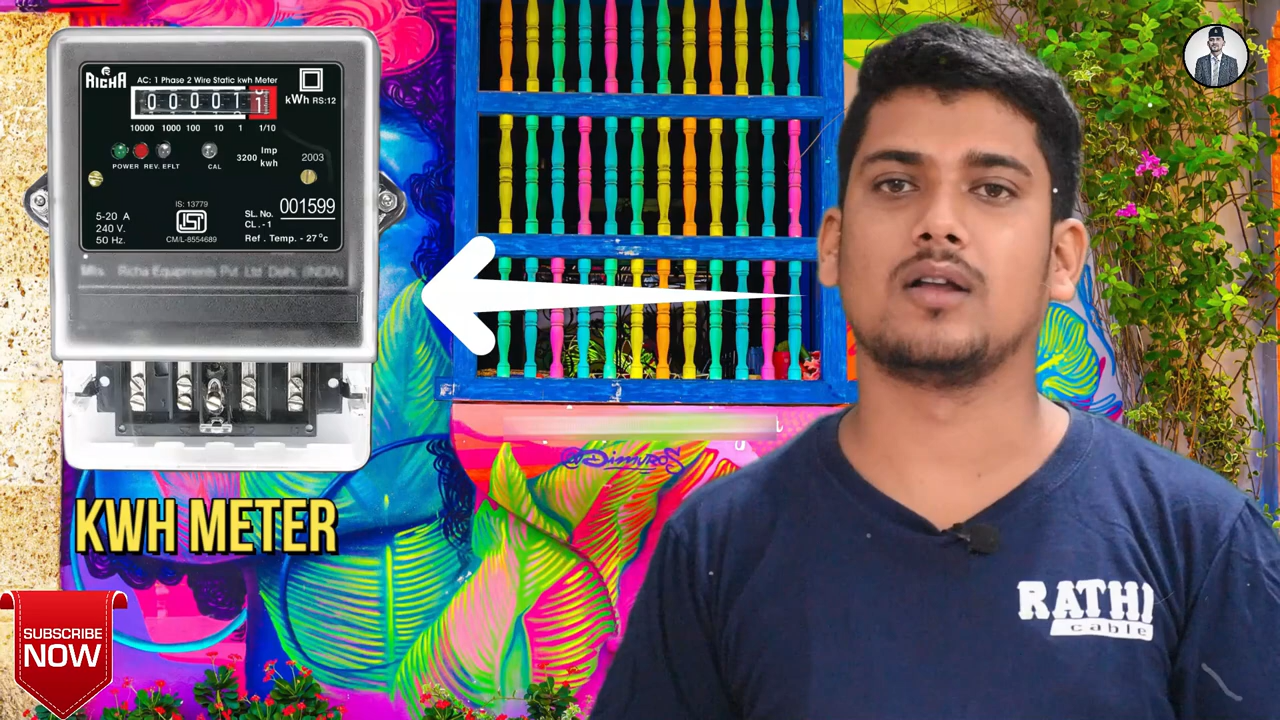 RICHA
AC: 1 Phase 2 Wire Static kwh Meter
0 0 0 0 1 1
kWh RS:12
10000 1000 100 10 1 1/10
POWER REV. EFLT CAL
3200 Imp
kwh
2003
5-20 A
240 V.
50 Hz.
IS: 13779
ISI
CM/L-8554689
SL. No. 001599
CL. - 1
Ref. Temp. - 27°c
Mfrs. Richa Equipments Pvt. Ltd. Delhi. (INDIA)
@Dimuros
KWH METER
SUBSCRIBE
NOW
RATHI
cable